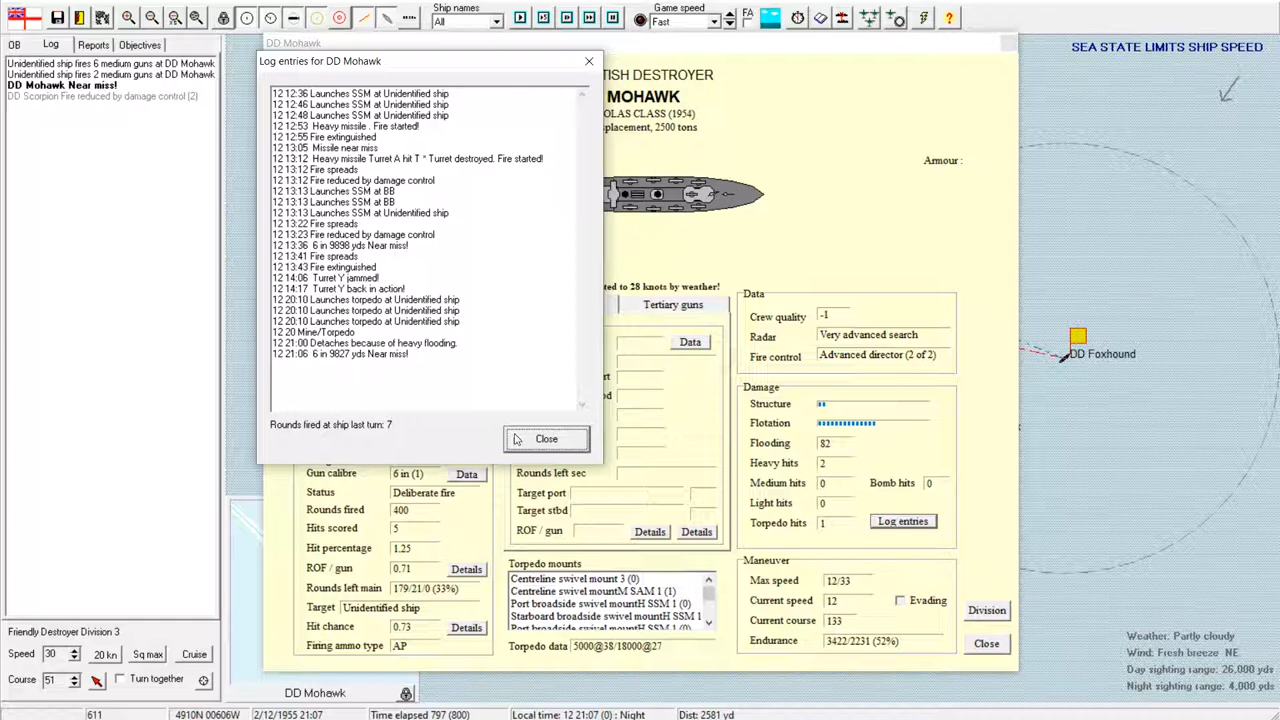 Ship names
All
Game speed
Fast
FA
OB
Log
Reports
Objectives
Unidentified ship fires 6 medium guns at DD Mohawk
Unidentified ship fires 2 medium guns at DD Mohawk
DD Mohawk Near miss!
DD Scorpion Fire reduced by damage control [2]
SEA STATE LIMITS SHIP SPEED
DD Mohawk
Log entries for DD Mohawk
12 12:36 Launches SSM at Unidentified ship
12 12:46 Launches SSM at Unidentified ship
12 12:48 Launches SSM at Unidentified ship
12 12:53 Heavy missile . Fire started!
12 12:55 Fire extinguished
12 13:05 Missile near miss
12 13:12 Heavy missile Turret A hit T * Turret destroyed. Fire started!
12 13:12 Fire spreads
12 13:12 Fire reduced by damage control
12 13:13 Launches SSM at BB
12 13:13 Launches SSM at BB
12 13:13 Launches SSM at Unidentified ship
12 13:22 Fire spreads
12 13:23 Fire reduced by damage control
12 13:36 6 in 9898 yds Near miss!
12 13:41 Fire spreads
12 13:43 Fire extinguished
12 14:06 Turret Y jammed!
12 14:17 Turret Y back in action!
12 20:10 Launches torpedo at Unidentified ship
12 20:10 Launches torpedo at Unidentified ship
12 20:10 Launches torpedo at Unidentified ship
12 20 Mine/Torpedo
12 21:00 Detaches because of heavy flooding.
12 21:06 6 in 9827 yds Near miss!
Rounds fired at ship last turn: 7
Close
TISH DESTROYER
MOHAWK
OLAS CLASS (1954)
placement, 2500 tons
Armour :
ted to 28 knots by weather!
Tertiary guns
Data
rt
bd
Rounds left sec
Target port
Target stbd
ROF / gun
Details
Details
Gun calibre 6 in (1) Data
Status Deliberate fire
Rounds fired 400
Hits scored 5
Hit percentage 1.25
ROF / gun 0.71 Details
Rounds left main 179/21/0 (33%)
Target Unidentified ship
Hit chance 0.73 Details
Firing ammo type AP
Torpedo mounts
Centreline swivel mount 3 (0)
Centreline swivel mountM SAM 1 (1)
Port broadside swivel mountH SSM 1 (0)
Starboard broadside swivel mountH SSM 1
Port broadside swivel mountH SSM 1 (0)
Torpedo data 5000@38/18000@27
Data
Crew quality -1
Radar Very advanced search
Fire control Advanced director (2 of 2)
Damage
Structure
Flotation
Flooding 82
Heavy hits 2
Medium hits 0 Bomb hits 0
Light hits 0
Torpedo hits 1 Log entries
Maneuver
Max speed 12/33
Current speed 12 Evading
Current course 133
Endurance 3422/2231 (52%)
Division
Close
DD Foxhound
Friendly Destroyer Division 3
Speed 30 20 kn Sq max Cruise
Course 51 Turn together
DD Mohawk
Weather: Partly cloudy
Wind: Fresh breeze NE
Day sighting range: 26,000 yds
Night sighting range: 4,000 yds
611
4910N 00606W
2/12/1955 21:07
Time elapsed 797 (800)
Local time: 12 21:07 (0) : Night
Dist: 2581 yd